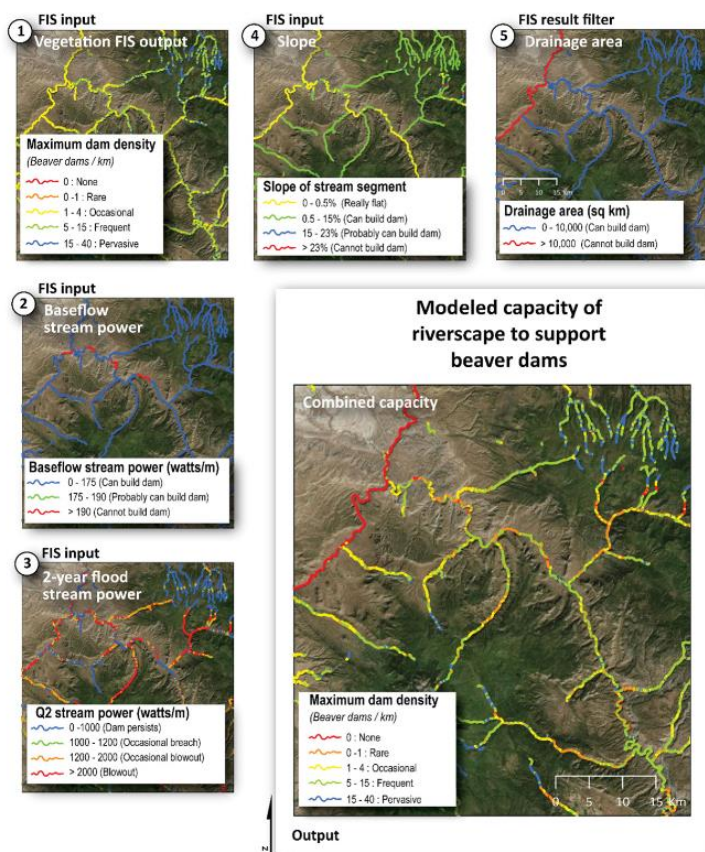 FIS input
1
Vegetation FIS output
Maximum dam density
(Beaver dams / km)
0 : None
0 -1 : Rare
1 - 4 : Occasional
5 - 15 : Frequent
15 - 40 : Pervasive
FIS input
4
Slope
Slope of stream segment
0 - 0.5% (Really flat)
0.5 - 15% (Can build dam)
15 - 23% (Probably can build dam)
> 23% (Cannot build dam)
FIS result filter
5
Drainage area
0 5 10 15 Km
Drainage area (sq km)
0 - 10,000 (Can build dam)
> 10,000 (Cannot build dam)
FIS input
2
Baseflow
stream power
Baseflow stream power (watts/m)
0 - 175 (Can build dam)
175 - 190 (Probably can build dam)
> 190 (Cannot build dam)
FIS input
3
2-year flood
stream power
Q2 stream power (watts/m)
0 -1000 (Dam persists)
1000 - 1200 (Occasional breach)
1200 - 2000 (Occasional blowout)
> 2000 (Blowout)
Modeled capacity of
riverscape to support
beaver dams
Combined capacity
Maximum dam density
(Beaver dams / km)
0 : None
0 -1 : Rare
1 - 4 : Occasional
5 - 15 : Frequent
15 - 40 : Pervasive
0 5 10 15 Km
Output
N